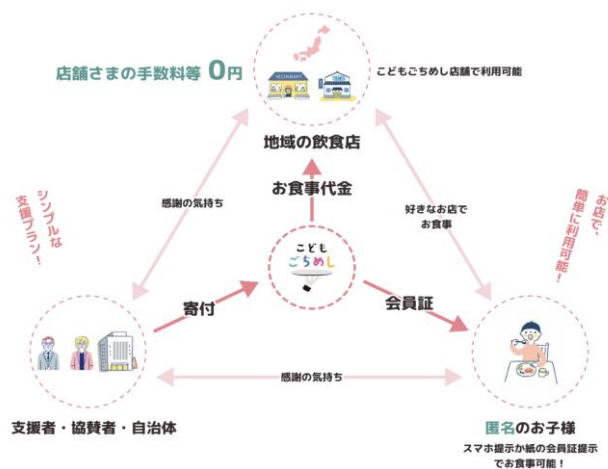 店舗さまの手数料等 0円
RESTAURANT
こどもごちめし店舗で利用可能
地域の飲食店
お食事代金
感謝の気持ち
好きなお店で
お食事
シンプルな
支援プラン!
お店で、
簡単に利用可能!
こども
ごちめし
寄付
会員証
感謝の気持ち
支援者・協賛者・自治体
匿名のお子様
スマホ提示か紙の会員証提示
でお食事可能!